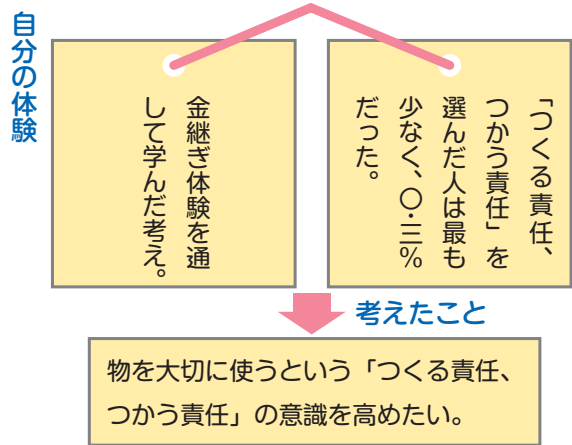 「つくる責任、
つかう責任」を
選んだ人は最も
少なく、〇・三%
だった。
自分の体験
金継ぎ体験を通
して学んだ考え。
考えたこと
物を大切に使うという「つくる責任、
つかう責任」の意識を高めたい。